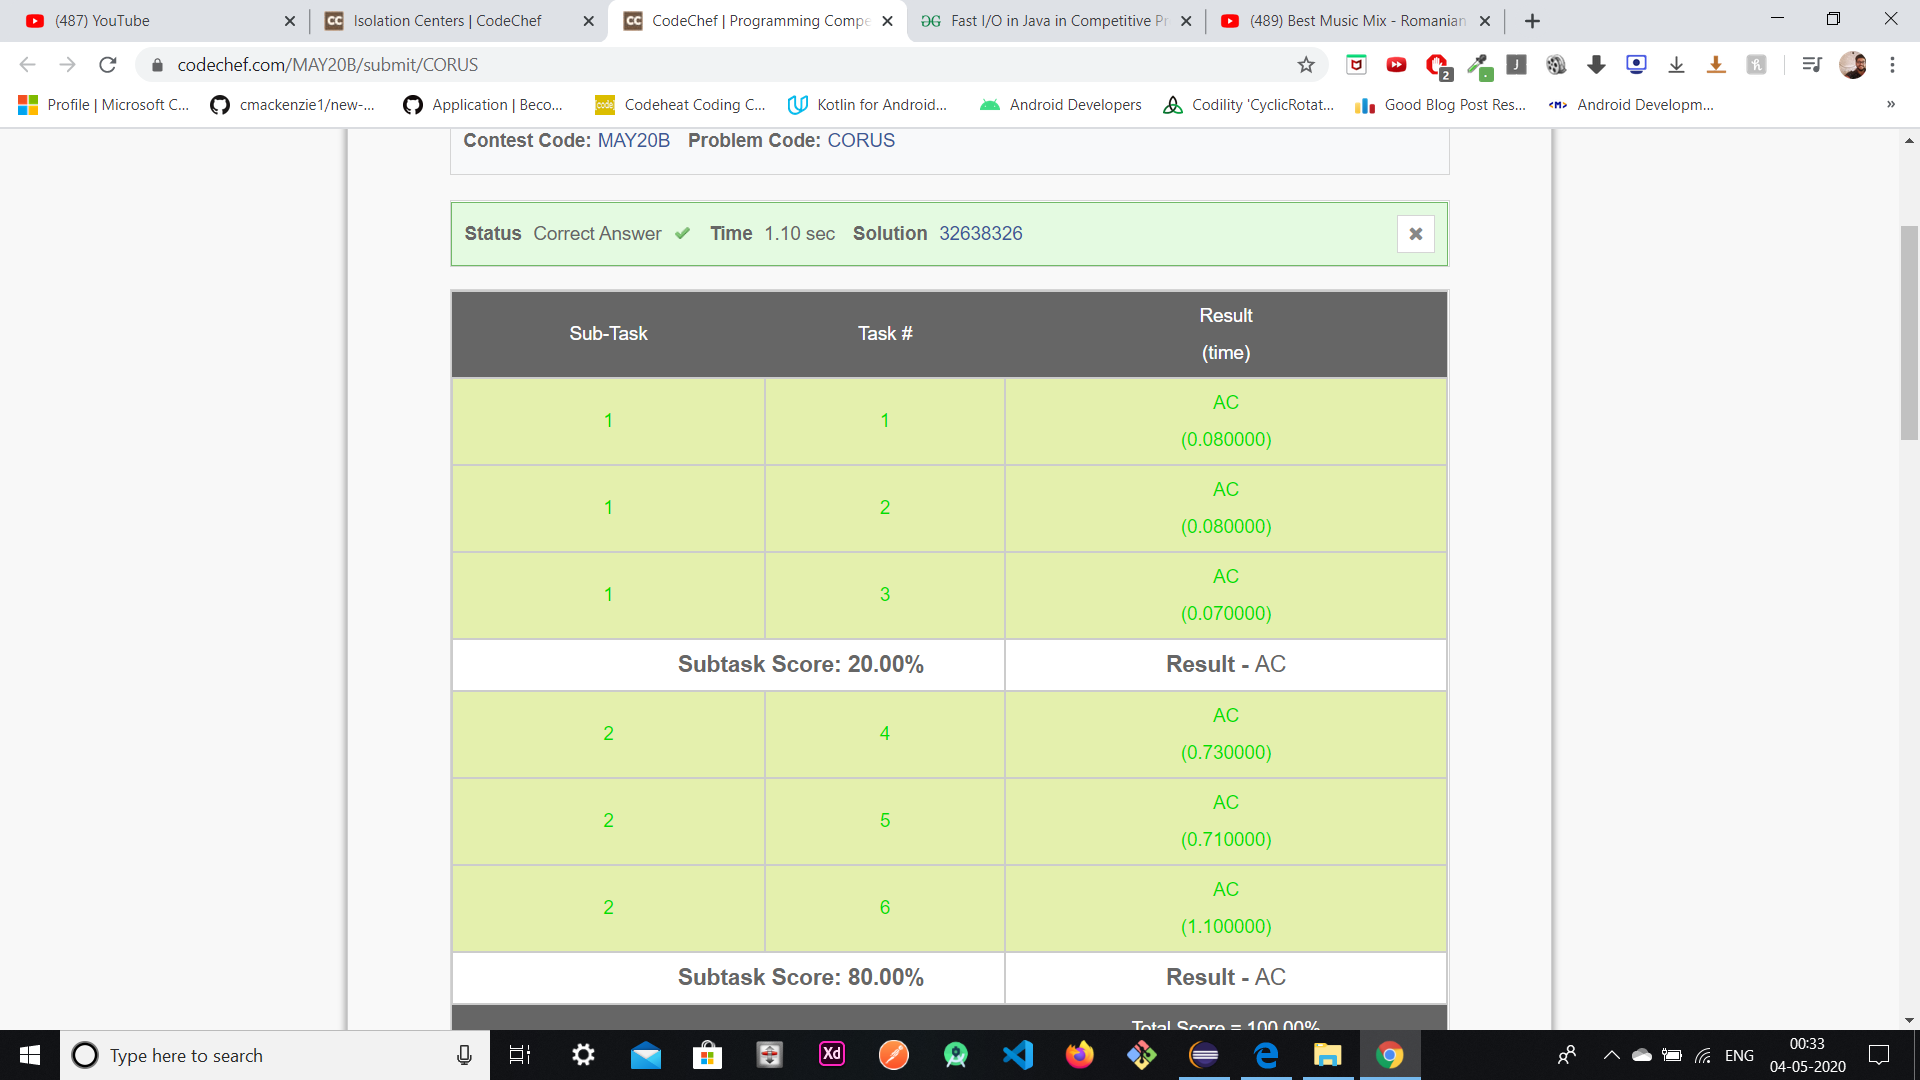 (487) YouTube
Isolation Centers | CodeChef
CodeChef | Programming Compe
Fast I/O in Java in Competitive Pr
(489) Best Music Mix - Romanian
codechef.com/MAY20B/submit/CORUS
2
J
Profile | Microsoft C...
cmackenzie1/new-...
Application | Beco...
Codeheat Coding C...
Kotlin for Android...
Android Developers
Codility 'CyclicRotat...
Good Blog Post Res...
Android Developm...
»
Contest Code: MAY20B Problem Code: CORUS
Status Correct Answer Time 1.10 sec Solution 32638326
Sub-Task Task # Result
(time)
1 1 AC
(0.080000)
1 2 AC
(0.080000)
1 3 AC
(0.070000)
Subtask Score: 20.00% Result - AC
2 4 AC
(0.730000)
2 5 AC
(0.710000)
2 6 AC
(1.100000)
Subtask Score: 80.00% Result - AC
Total Score = 100.00%
Type here to search
Xd
ENG
00:33
04-05-2020